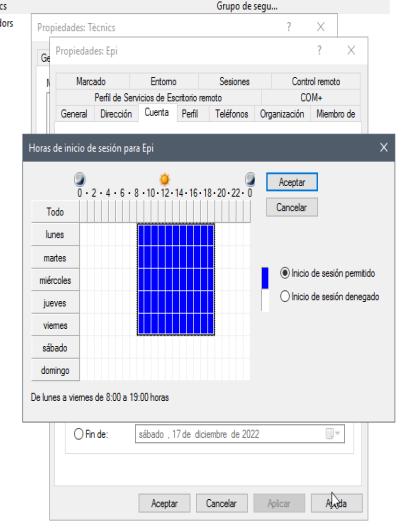 cs
Grupo de segu...
dors
Propiedades: Tècnics
?
X
Ge
Propiedades: Epi
?
X
Marcado
Entorno
Sesiones
Control remoto
Perfil de Servicios de Escritorio remoto
COM+
General
Dirección
Cuenta
Perfil
Teléfonos
Organización
Miembro de
Horas de inicio de sesión para Epi
X
0 · 2 · 4 · 6 · 8 · 10 · 12 · 14 · 16 · 18 · 20 · 22 · 0
Todo
lunes
martes
miércoles
jueves
viernes
sábado
domingo
Aceptar
Cancelar
Inicio de sesión permitido
Inicio de sesión denegado
De lunes a viernes de 8:00 a 19:00 horas
Fin de:
sábado , 17 de diciembre de 2022
Aceptar
Cancelar
Aplicar
Ayuda